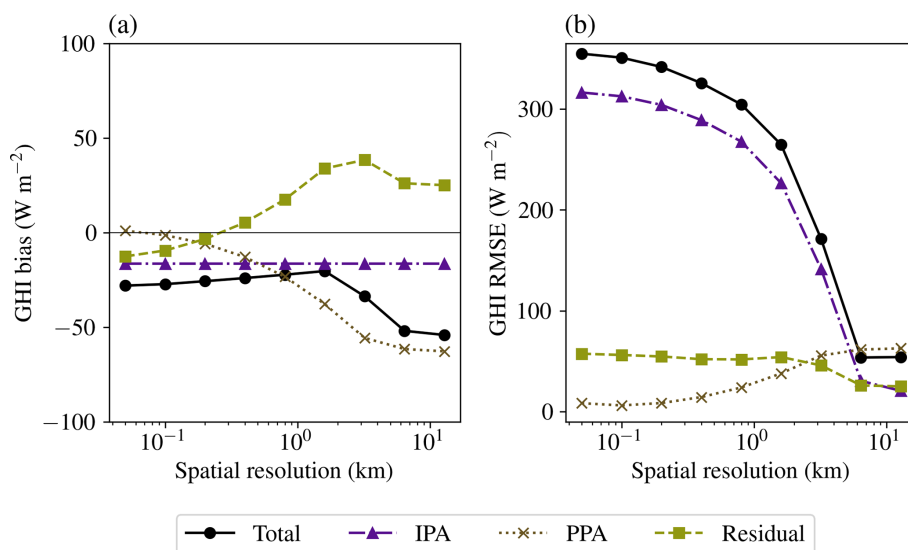 (a)
100
50
0
−50
−100
GHI bias (W m⁻²)
10⁻¹
10⁰
10¹
Spatial resolution (km)
(b)
300
200
100
0
GHI RMSE (W m⁻²)
10⁻¹
10⁰
10¹
Spatial resolution (km)
Total
IPA
PPA
Residual